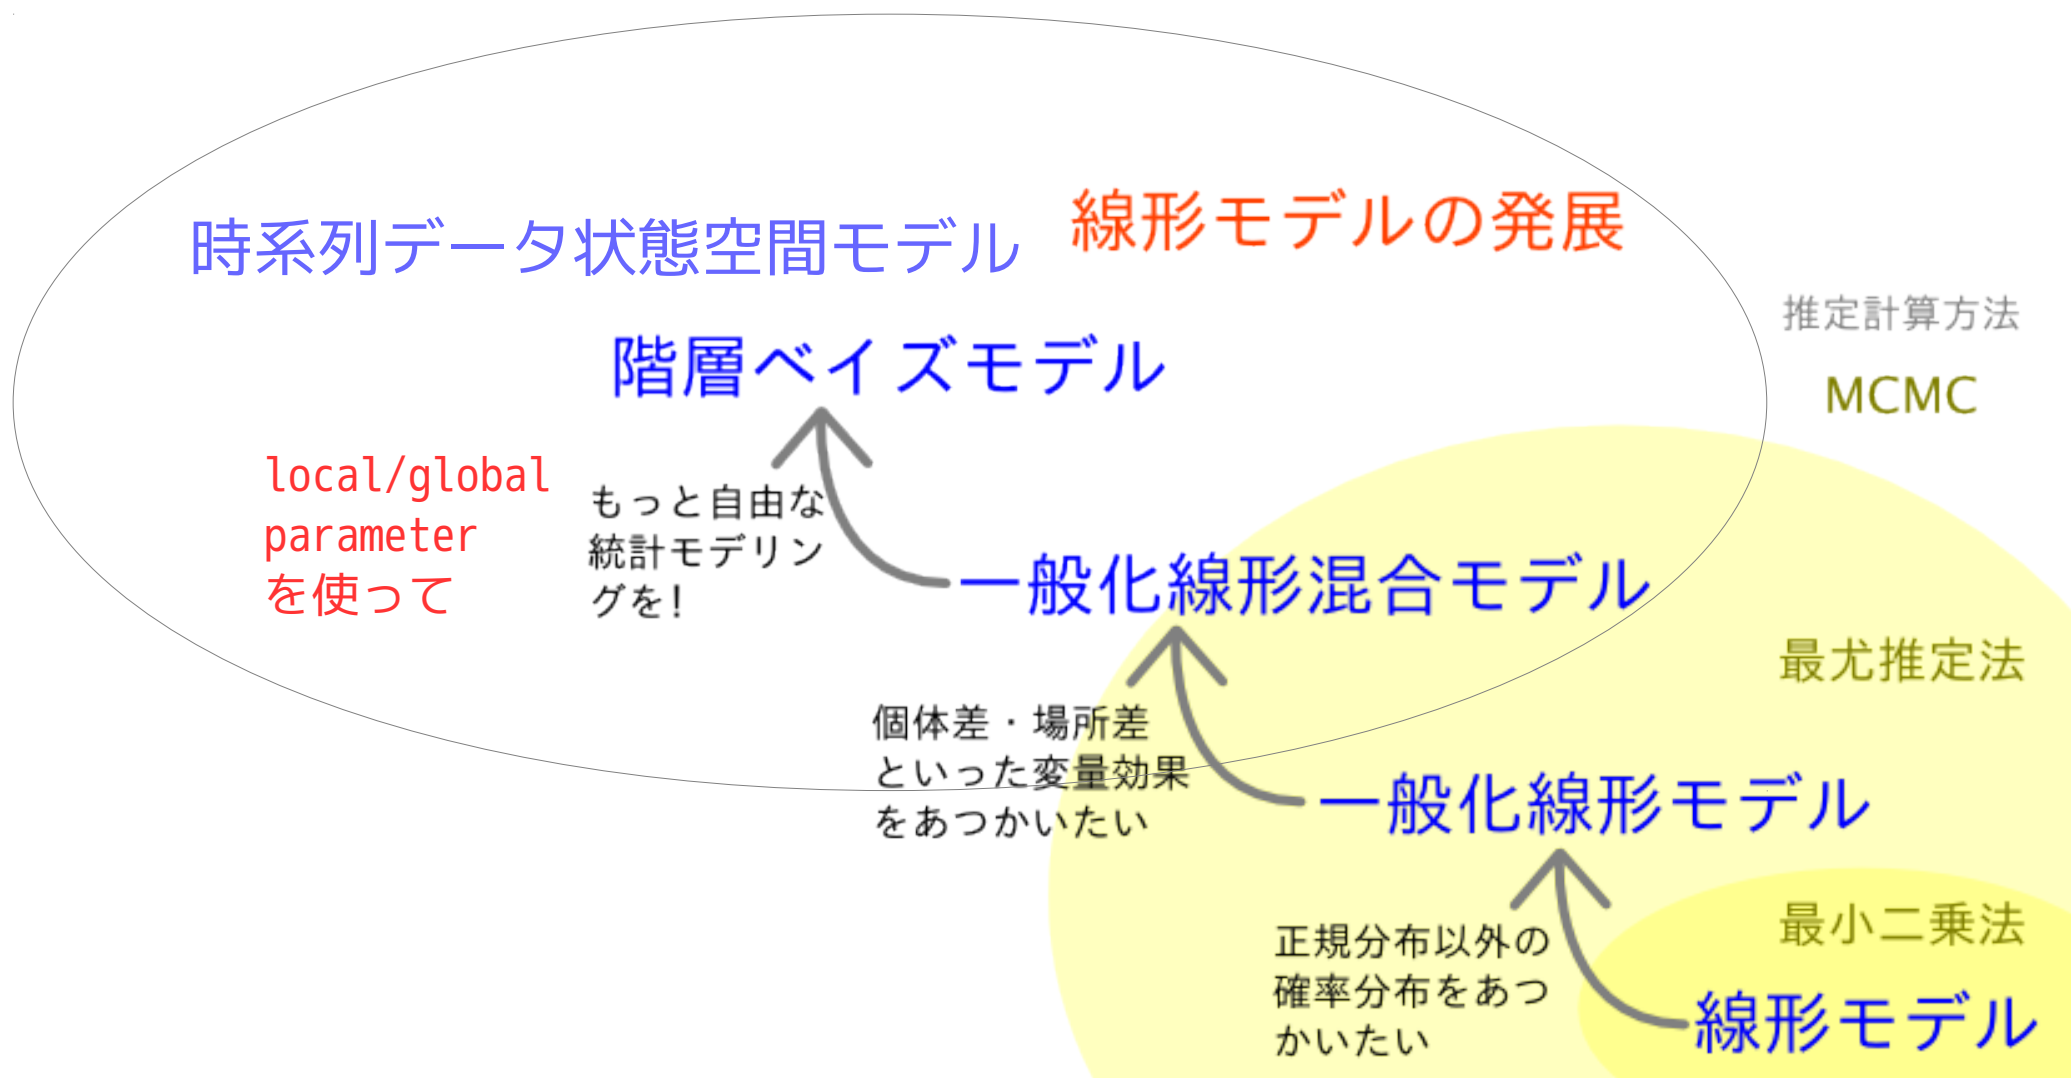 線形モデルの発展
時系列データ状態空間モデル
推定計算方法
階層ベイズモデル
MCMC
local/global
parameter
を使って
もっと自由な
統計モデリン
グを!
一般化線形混合モデル
最尤推定法
個体差・場所差
といった変量効果
をあつかいたい
一般化線形モデル
最小二乗法
正規分布以外の
確率分布をあつ
かいたい
線形モデル